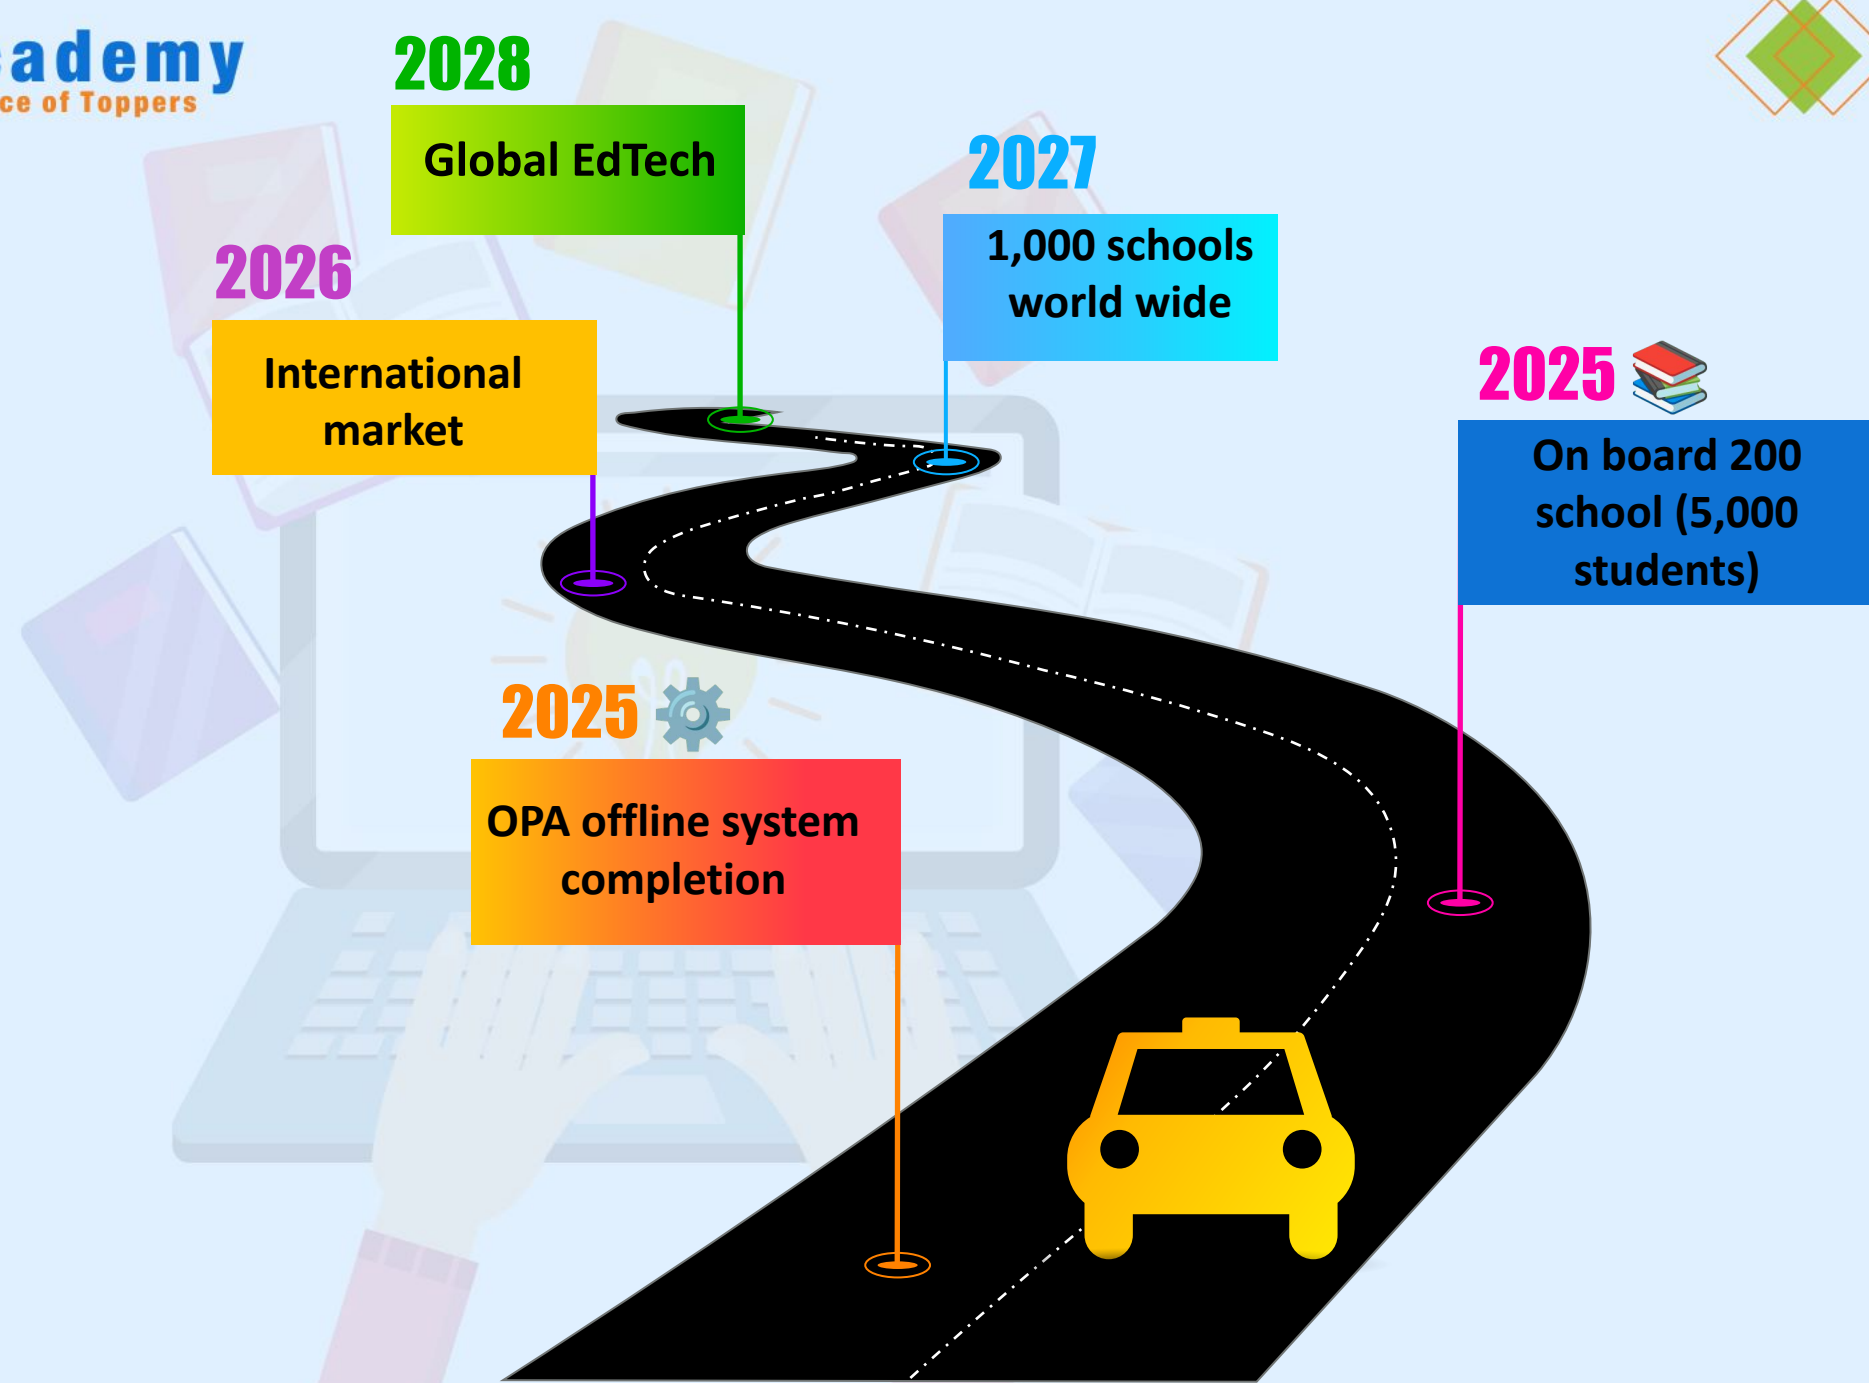 ademy
ce of Toppers
2028
Global EdTech
2027
1,000 schools
world wide
2026
International
market
2025
On board 200
school (5,000
students)
2025
OPA offline system
completion